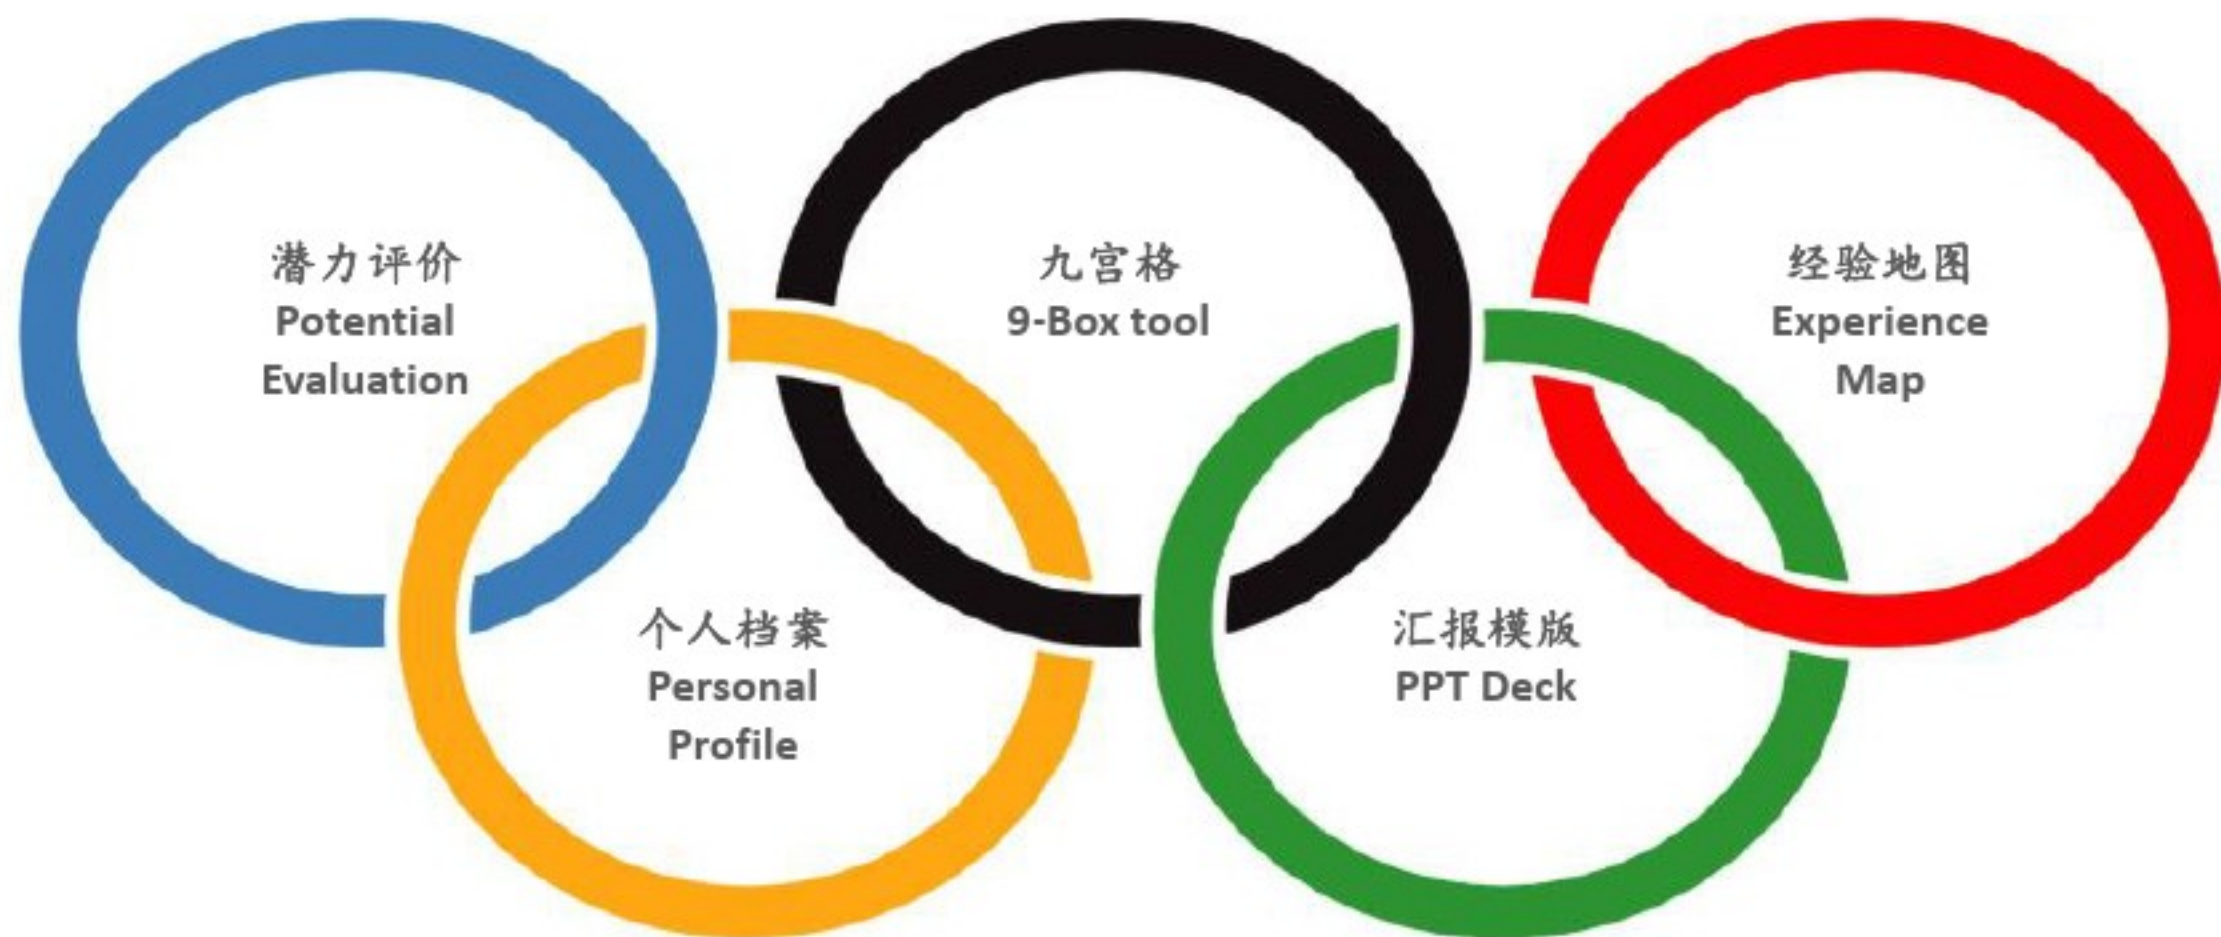 潜力评价
Potential
Evaluation
九宫格
9-Box tool
经验地图
Experience
Map
个人档案
Personal
Profile
汇报模版
PPT Deck